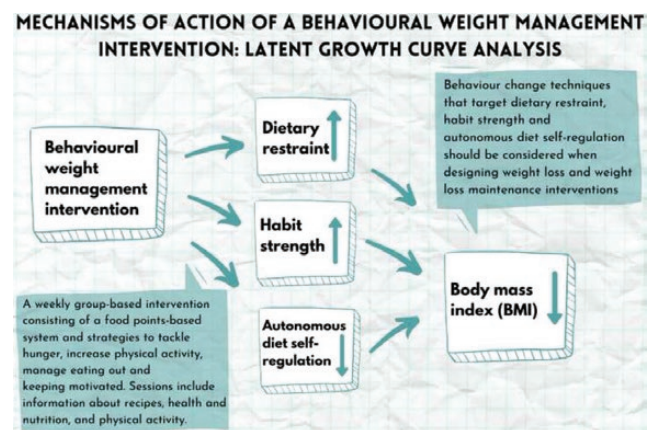 MECHANISMS OF ACTION OF A BEHAVIOURAL WEIGHT MANAGEMENT
INTERVENTION: LATENT GROWTH CURVE ANALYSIS
Behaviour change techniques
that target dietary restraint,
habit strength and
autonomous diet self-regulation
should be considered when
designing weight loss and weight
loss maintenance interventions
Behavioural
weight
management
intervention
Dietary
restraint
Habit
strength
Autonomous
diet self-
regulation
Body mass
index (BMI)
A weekly group-based intervention
consisting of a food points-based
system and strategies to tackle
hunger, increase physical activity,
manage eating out and
keeping motivated. Sessions include
information about recipes, health and
nutrition, and physical activity.